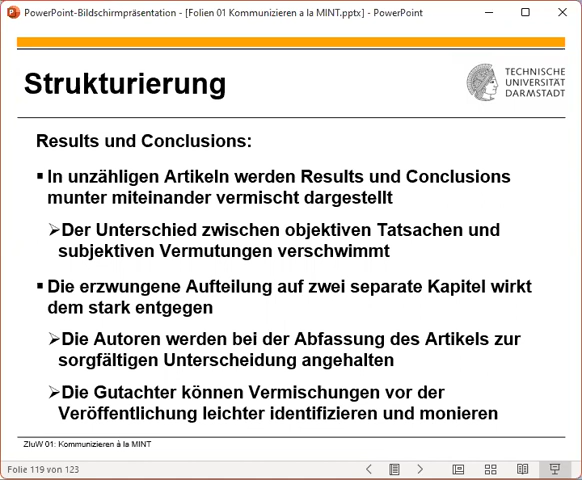 PowerPoint-Bildschirmpräsentation - [Folien 01 Kommunizieren a la MINT.pptx] - PowerPoint
Strukturierung
TECHNISCHE
UNIVERSITÄT
DARMSTADT
Results und Conclusions:
In unzähligen Artikeln werden Results und Conclusions
munter miteinander vermischt dargestellt
Der Unterschied zwischen objektiven Tatsachen und
subjektiven Vermutungen verschwimmt
Die erzwungene Aufteilung auf zwei separate Kapitel wirkt
dem stark entgegen
Die Autoren werden bei der Abfassung des Artikels zur
sorgfältigen Unterscheidung angehalten
Die Gutachter können Vermischungen vor der
Veröffentlichung leichter identifizieren und monieren
ZIuW 01: Kommunizieren à la MINT
Folie 119 von 123